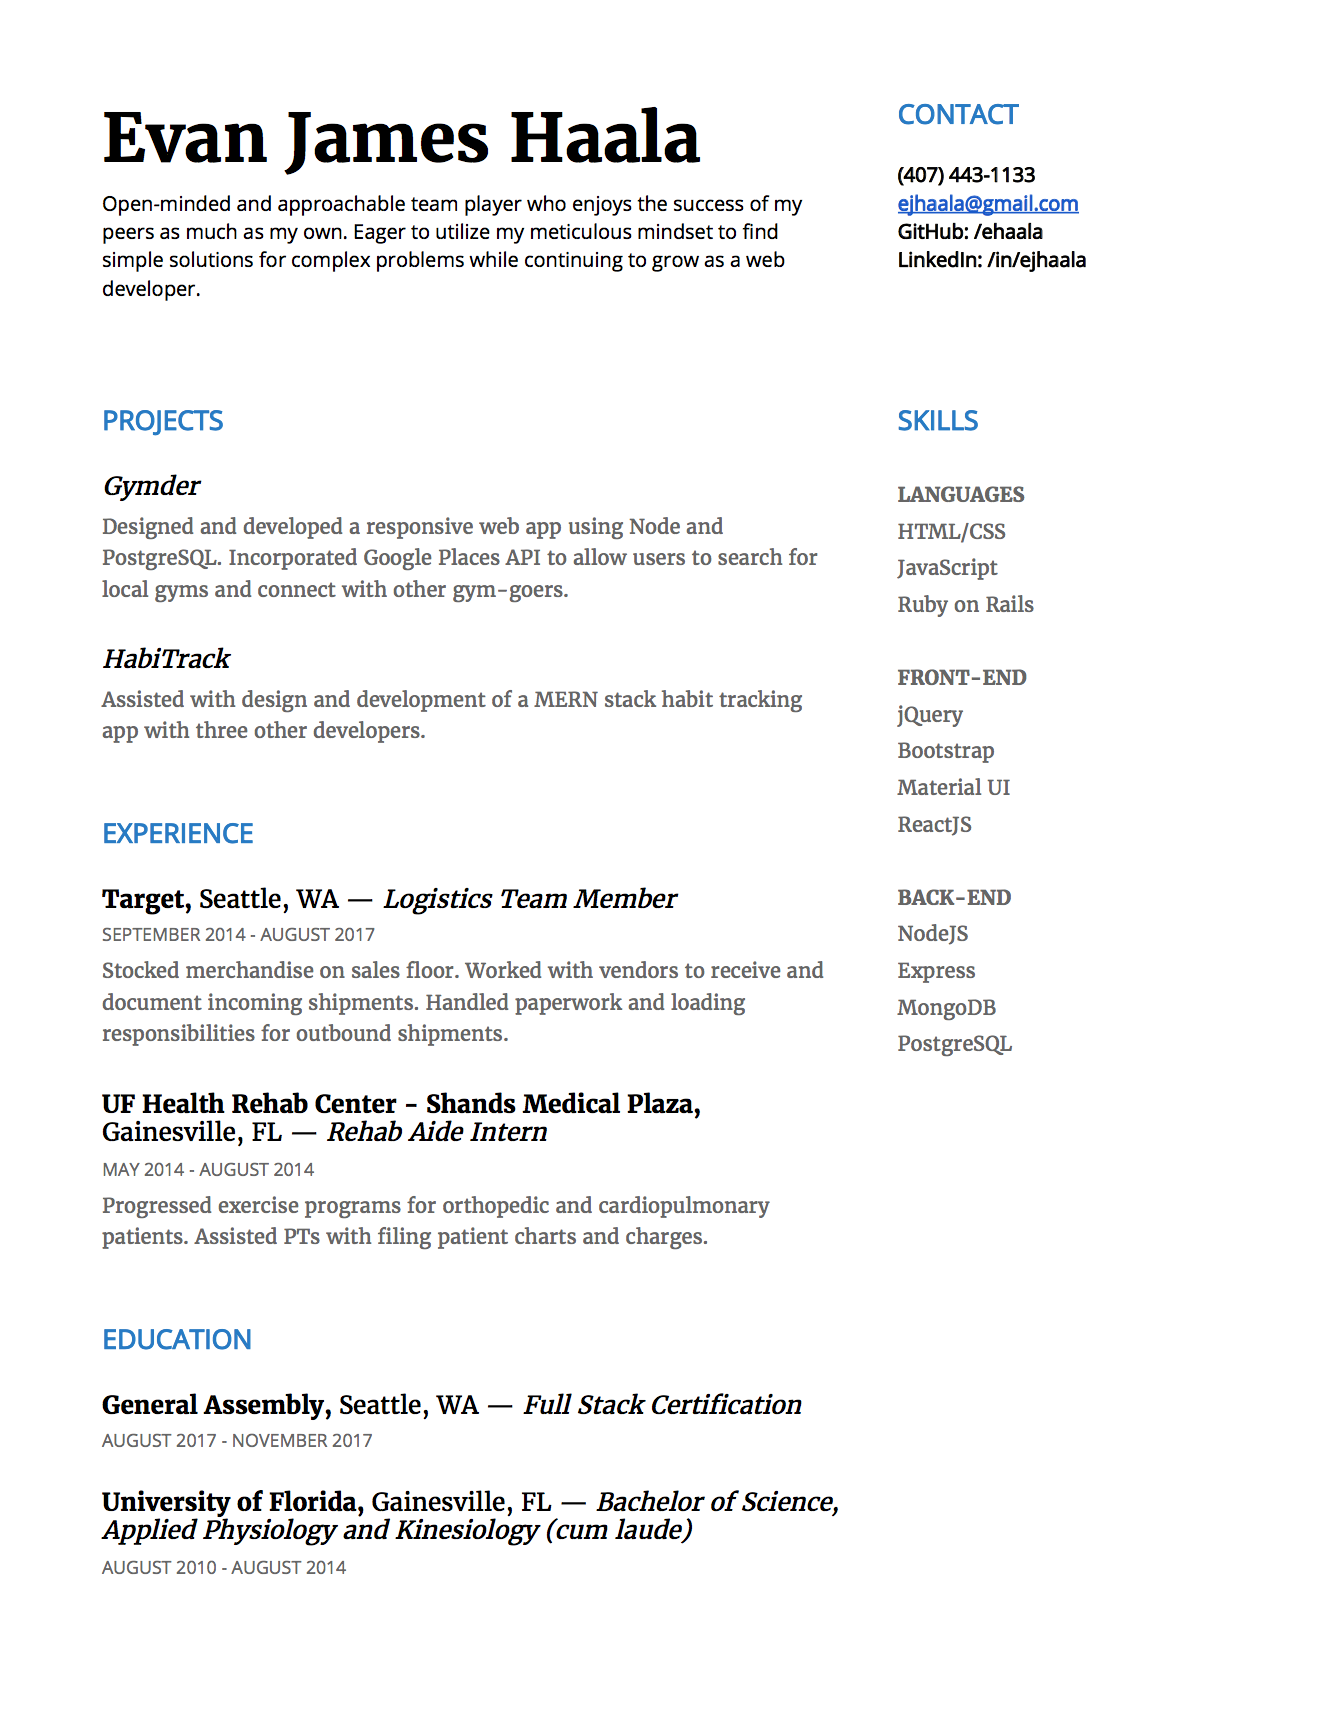 Evan James Haala
Open-minded and approachable team player who enjoys the success of my
peers as much as my own. Eager to utilize my meticulous mindset to find
simple solutions for complex problems while continuing to grow as a web
developer.
CONTACT
(407) 443-1133
ejhaala@gmail.com
GitHub: /ehaala
LinkedIn: /in/ejhaala
PROJECTS
Gymder
Designed and developed a responsive web app using Node and
PostgreSQL. Incorporated Google Places API to allow users to search for
local gyms and connect with other gym-goers.
HabiTrack
Assisted with design and development of a MERN stack habit tracking
app with three other developers.
EXPERIENCE
Target, Seattle, WA — Logistics Team Member
SEPTEMBER 2014 - AUGUST 2017
Stocked merchandise on sales floor. Worked with vendors to receive and
document incoming shipments. Handled paperwork and loading
responsibilities for outbound shipments.
UF Health Rehab Center - Shands Medical Plaza,
Gainesville, FL — Rehab Aide Intern
MAY 2014 - AUGUST 2014
Progressed exercise programs for orthopedic and cardiopulmonary
patients. Assisted PTs with filing patient charts and charges.
EDUCATION
General Assembly, Seattle, WA — Full Stack Certification
AUGUST 2017 - NOVEMBER 2017
University of Florida, Gainesville, FL — Bachelor of Science,
Applied Physiology and Kinesiology (cum laude)
AUGUST 2010 - AUGUST 2014
SKILLS
LANGUAGES
HTML/CSS
JavaScript
Ruby on Rails
FRONT-END
jQuery
Bootstrap
Material UI
ReactJS
BACK-END
NodeJS
Express
MongoDB
PostgreSQL